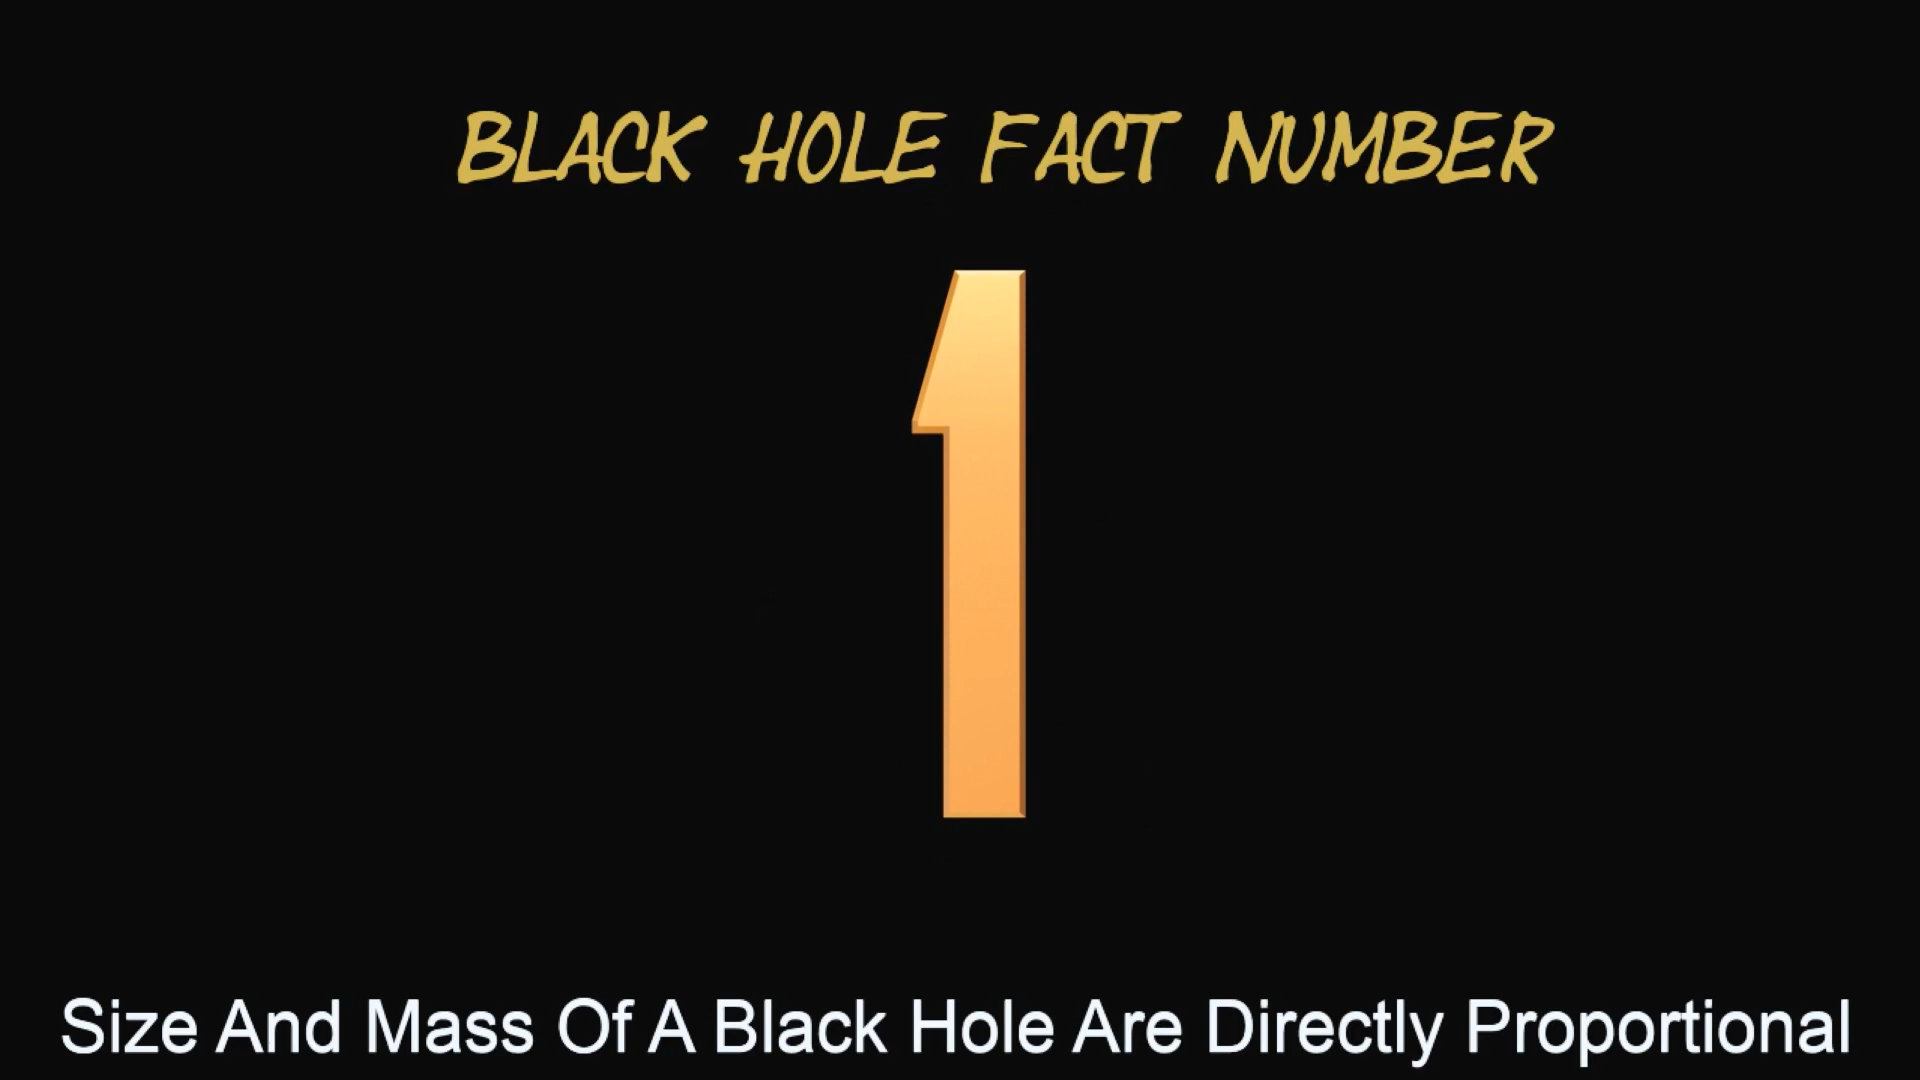 BLACK HOLE FACT NUMBER
1
Size And Mass Of A Black Hole Are Directly Proportional